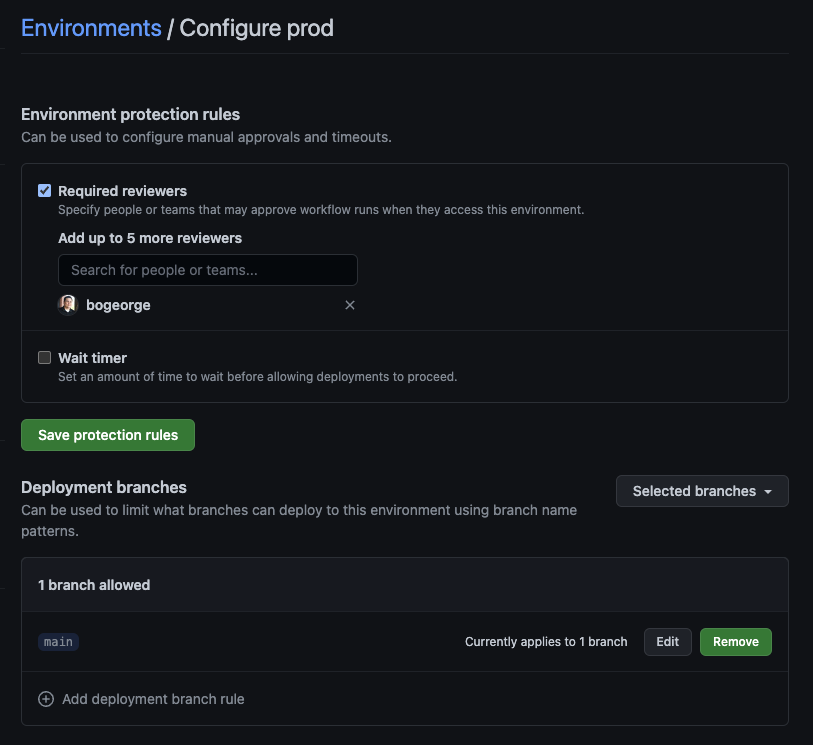 Environments / Configure prod
Environment protection rules
Can be used to configure manual approvals and timeouts.
Required reviewers
Specify people or teams that may approve workflow runs when they access this environment.
Add up to 5 more reviewers
Search for people or teams...
bogeorge
Wait timer
Set an amount of time to wait before allowing deployments to proceed.
Save protection rules
Deployment branches
Selected branches
Can be used to limit what branches can deploy to this environment using branch name
patterns.
1 branch allowed
main
Currently applies to 1 branch
Edit
Remove
Add deployment branch rule